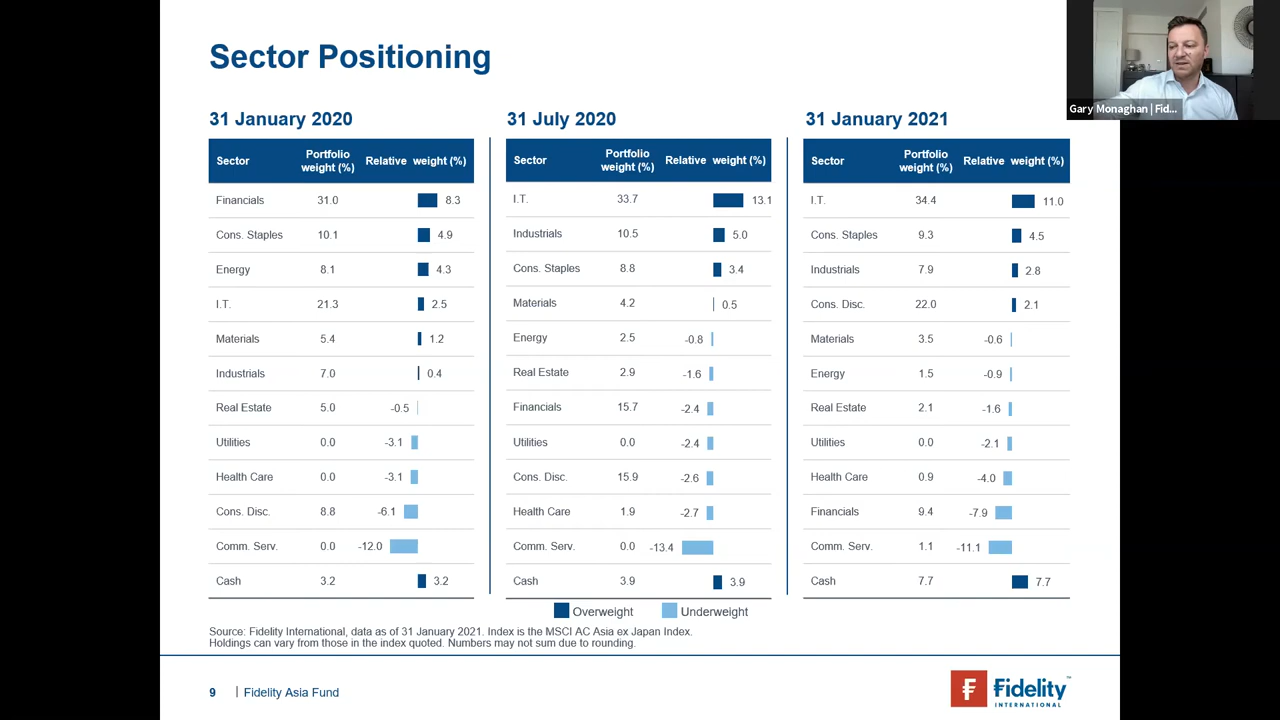 Sector Positioning
Gary Monaghan | Fid...
31 January 2020
Sector Portfolio weight (%) Relative weight (%)
Financials 31.0 8.3
Cons. Staples 10.1 4.9
Energy 8.1 4.3
I.T. 21.3 2.5
Materials 5.4 1.2
Industrials 7.0 0.4
Real Estate 5.0 -0.5
Utilities 0.0 -3.1
Health Care 0.0 -3.1
Cons. Disc. 8.8 -6.1
Comm. Serv. 0.0 -12.0
Cash 3.2 3.2
31 July 2020
Sector Portfolio weight (%) Relative weight (%)
I.T. 33.7 13.1
Industrials 10.5 5.0
Cons. Staples 8.8 3.4
Materials 4.2 0.5
Energy 2.5 -0.8
Real Estate 2.9 -1.6
Financials 15.7 -2.4
Utilities 0.0 -2.4
Cons. Disc. 15.9 -2.6
Health Care 1.9 -2.7
Comm. Serv. 0.0 -13.4
Cash 3.9 3.9
31 January 2021
Sector Portfolio weight (%) Relative weight (%)
I.T. 34.4 11.0
Cons. Staples 9.3 4.5
Industrials 7.9 2.8
Cons. Disc. 22.0 2.1
Materials 3.5 -0.6
Energy 1.5 -0.9
Real Estate 2.1 -1.6
Utilities 0.0 -2.1
Health Care 0.9 -4.0
Financials 9.4 -7.9
Comm. Serv. 1.1 -11.1
Cash 7.7 7.7
Overweight Underweight
Source: Fidelity International, data as of 31 January 2021. Index is the MSCI AC Asia ex Japan Index.
Holdings can vary from those in the index quoted. Numbers may not sum due to rounding.
9 | Fidelity Asia Fund
Fidelity™
INTERNATIONAL